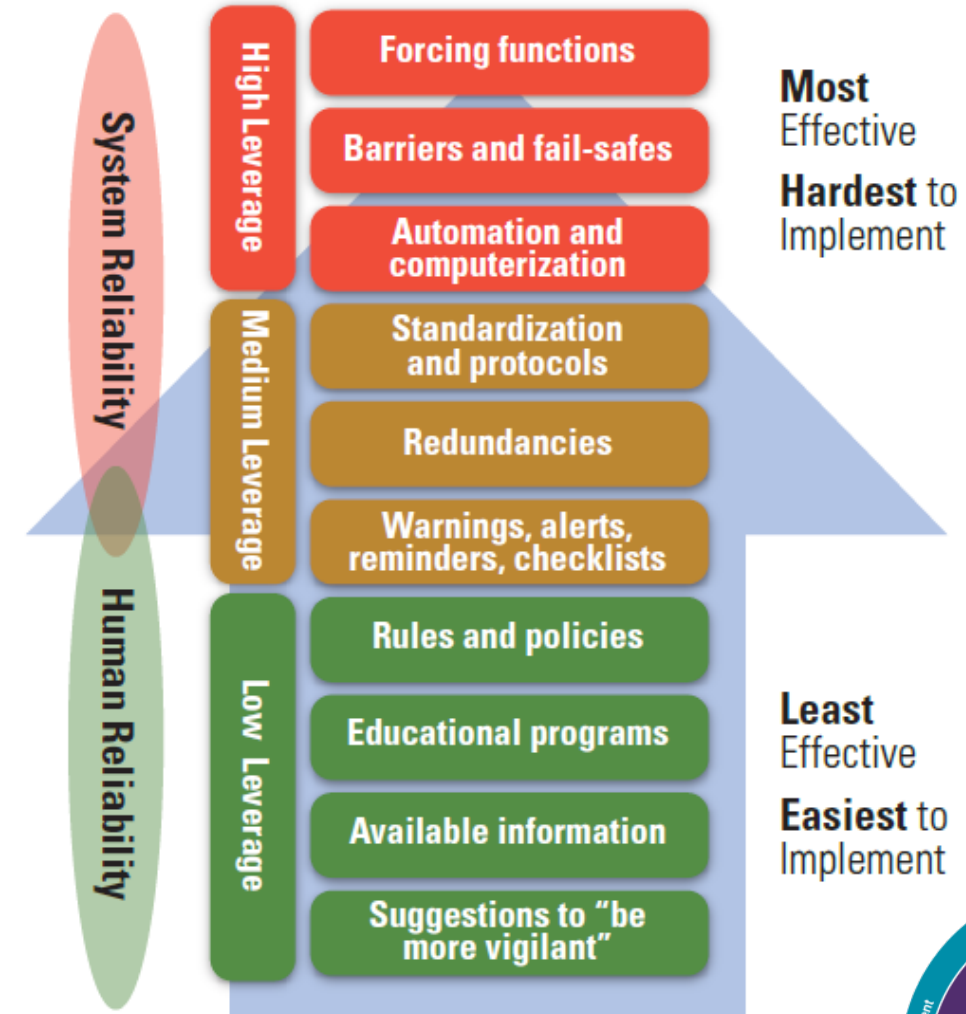 System Reliability
Human Reliability
High Leverage
Forcing functions
Barriers and fail-safes
Automation and
computerization
Medium Leverage
Standardization
and protocols
Redundancies
Warnings, alerts,
reminders, checklists
Low Leverage
Rules and policies
Educational programs
Available information
Suggestions to “be
more vigilant”
Most
Effective
Hardest to
Implement
Least
Effective
Easiest to
Implement